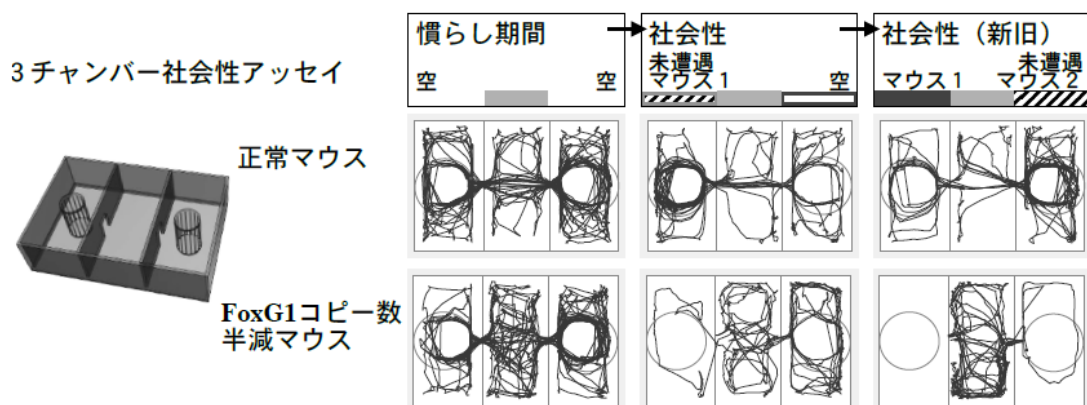 3チャンバー社会性アッセイ
慣らし期間
空
空
社会性
未遭遇
マウス1
空
社会性（新旧）
マウス1
未遭遇
マウス2
正常マウス
FoxG1コピー数
半減マウス